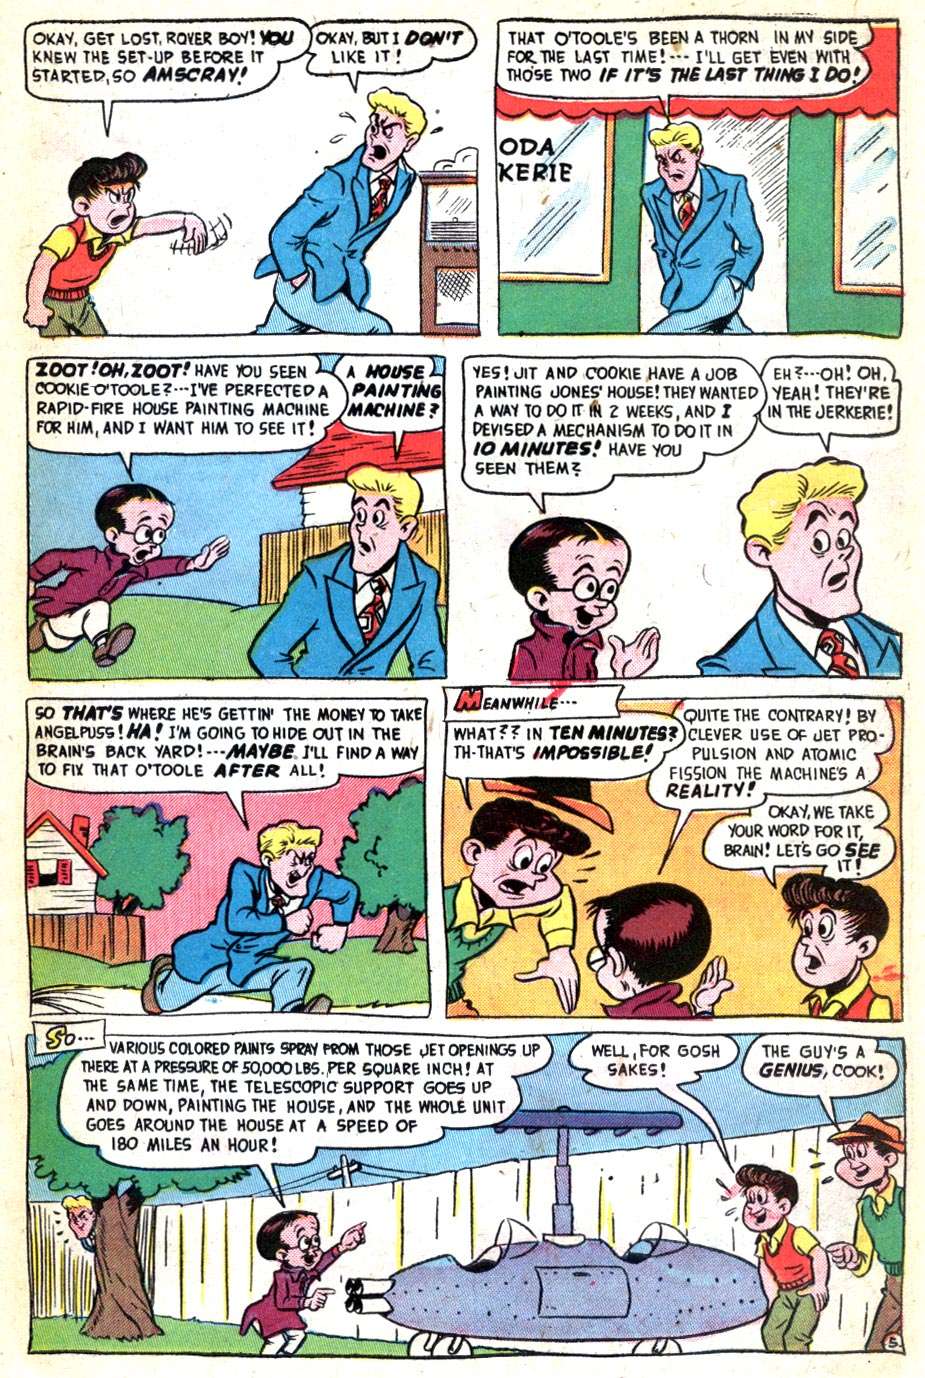 OKAY, GET LOST, ROVER BOY! YOU
KNEW THE SET-UP BEFORE IT
STARTED, SO AMSCRAY!
OKAY, BUT I DON'T
LIKE IT!
THAT O'TOOLE'S BEEN A THORN IN MY SIDE
FOR THE LAST TIME!--- I'LL GET EVEN WITH
THOSE TWO IF IT'S THE LAST THING I DO!
ODA
KERIE
ZOOT! OH, ZOOT! HAVE YOU SEEN
COOKIE O'TOOLE?---I'VE PERFECTED A
RAPID-FIRE HOUSE PAINTING MACHINE
FOR HIM, AND I WANT HIM TO SEE IT!
A HOUSE
PAINTING
MACHINE?
YES! JIT AND COOKIE HAVE A JOB
PAINTING JONES' HOUSE! THEY WANTED
A WAY TO DO IT IN 2 WEEKS, AND I
DEVISED A MECHANISM TO DO IT IN
10 MINUTES! HAVE YOU
SEEN THEM?
EH?---OH! OH,
YEAH! THEY'RE
IN THE JERKERIE!
SO THAT'S WHERE HE'S GETTIN' THE MONEY TO TAKE
ANGELPUSS! HA! I'M GOING TO HIDE OUT IN THE
BRAIN'S BACK YARD!---MAYBE I'LL FIND A WAY
TO FIX THAT O'TOOLE AFTER ALL!
MEANWHILE---
WHAT?? IN TEN MINUTES?
TH-THAT'S IMPOSSIBLE!
QUITE THE CONTRARY! BY
CLEVER USE OF JET PRO-
PULSION AND ATOMIC
FISSION THE MACHINE'S A
REALITY!
OKAY, WE TAKE
YOUR WORD FOR IT,
BRAIN! LET'S GO SEE
IT!
SO---
VARIOUS COLORED PAINTS SPRAY FROM THOSE JET OPENINGS UP
THERE AT A PRESSURE OF 50,000 LBS. PER SQUARE INCH! AT
THE SAME TIME, THE TELESCOPIC SUPPORT GOES UP
AND DOWN, PAINTING THE HOUSE, AND THE WHOLE UNIT
GOES AROUND THE HOUSE AT A SPEED OF
180 MILES AN HOUR!
WELL, FOR GOSH
SAKES!
THE GUY'S A
GENIUS, COOK!
5